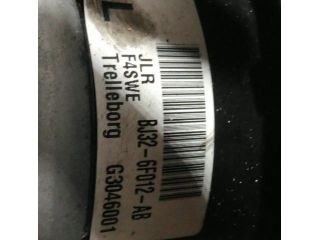 L
JLR
F4SWE BJ32-6F012-AB
Trelleborg G3046001